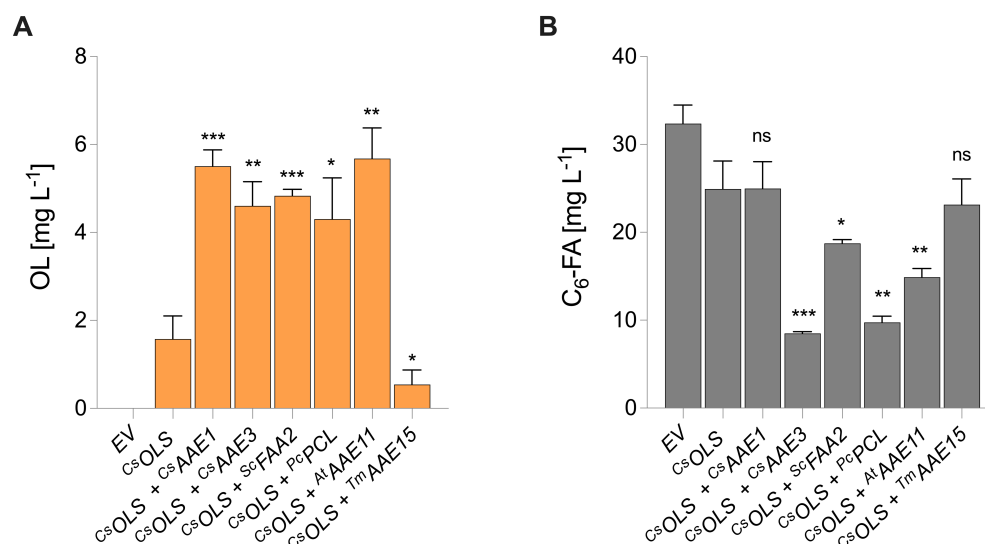 A
OL [mg L-1]
8
6
4
2
0
***
**
***
*
**
*
EV
CsOLS
CsOLS + CsAAE1
CsOLS + CsAAE3
CsOLS + ScFAA2
CsOLS + PcPCL
CsOLS + AtAAE11
CsOLS + TmAAE15
B
C6-FA [mg L-1]
40
30
20
10
0
ns
***
*
**
**
ns
EV
CsOLS
CsOLS + CsAAE1
CsOLS + CsAAE3
CsOLS + ScFAA2
CsOLS + PcPCL
CsOLS + AtAAE11
CsOLS + TmAAE15